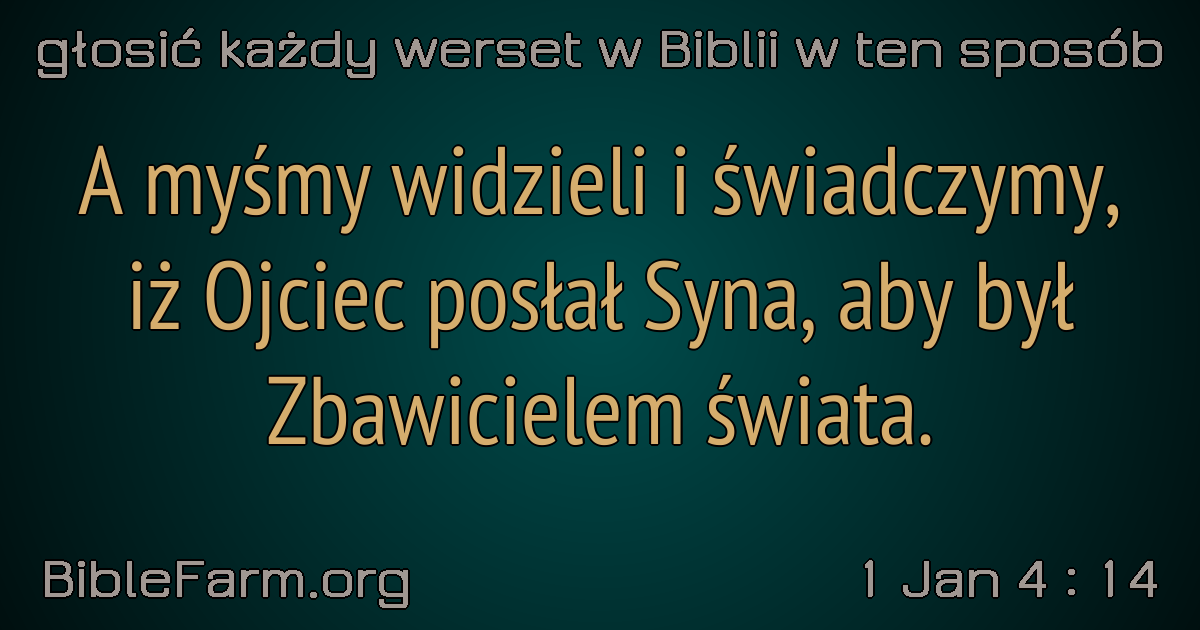 głosić każdy werset w Biblii w ten sposób
A myśmy widzieli i świadczymy,
iż Ojciec posłał Syna, aby był
Zbawicielem świata.
BibleFarm.org
1 Jan 4 : 14